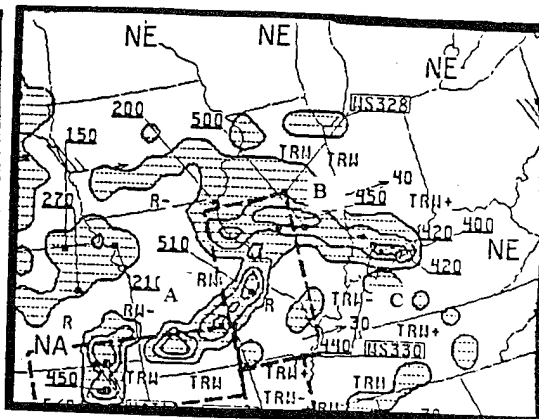 NE NE NE
200 500 WS328
150 TRW TRW
270 R- B 40
450 TRW+
510 420 400
RW NE
420
210 A R TRW- C
RW-
R 30 TRW+
NA 440 WS330
450 TRW TRW TRW+ TRW
TRW-